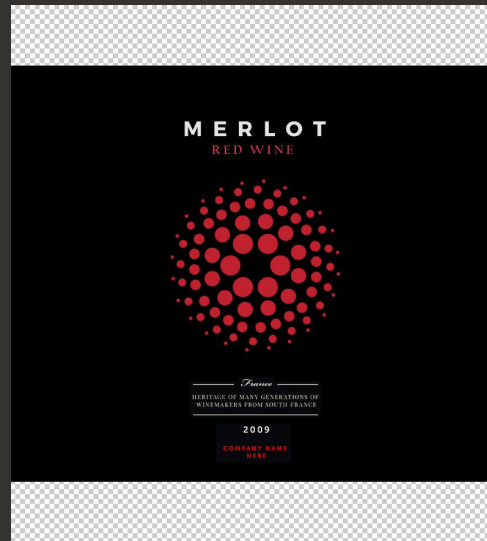 MERLOT
RED WINE
France
HERITAGE OF MANY GENERATIONS OF
WINEMAKERS FROM SOUTH FRANCE
2009
COMPANY NAME
HERE